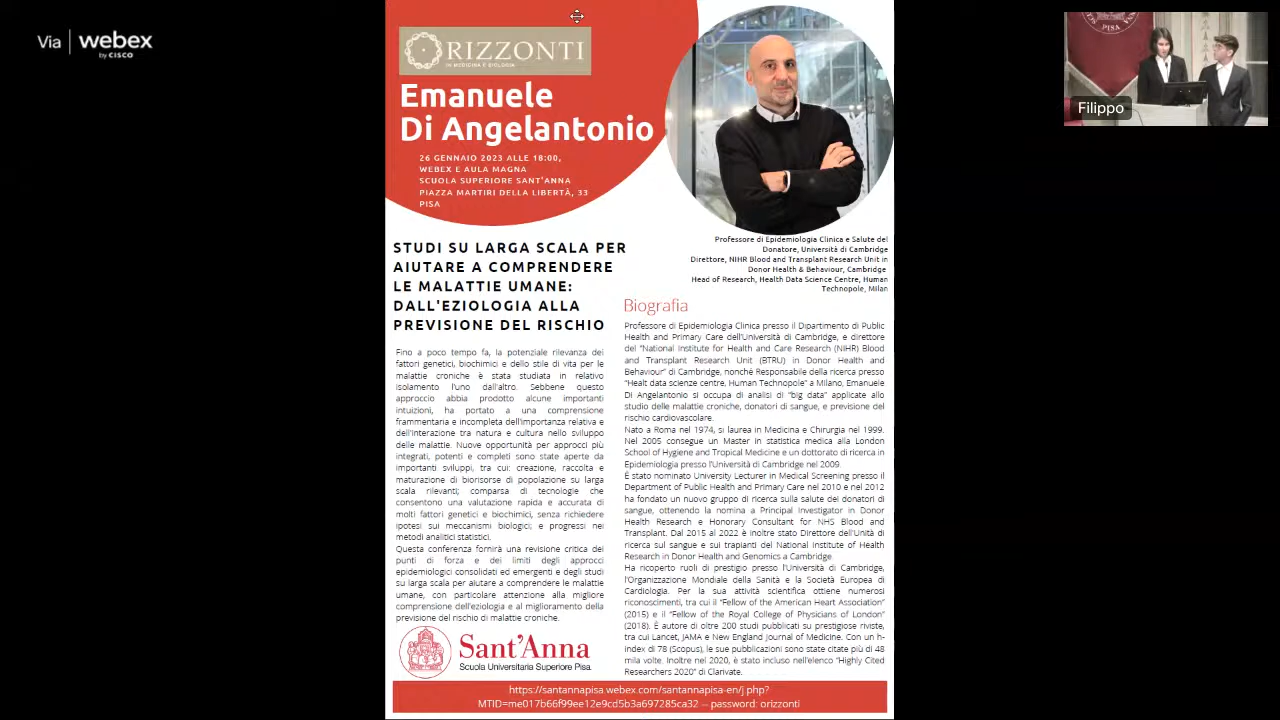 Via webex
by CISCO
PISA
Filippo
ORIZZONTI
IN MEDICINA E BIOLOGIA
Emanuele
Di Angelantonio
26 GENNAIO 2023 ALLE 18:00,
WEBEX E AULA MAGNA
SCUOLA SUPERIORE SANT'ANNA
PIAZZA MARTIRI DELLA LIBERTÀ, 33
PISA
Professore di Epidemiologia Clinica e Salute del
Donatore, Università di Cambridge
Direttore, NIHR Blood and Transplant Research Unit in
Donor Health & Behaviour, Cambridge
Head of Research, Health Data Science Centre, Human
Technopole, Milan
STUDI SU LARGA SCALA PER
AIUTARE A COMPRENDERE
LE MALATTIE UMANE:
DALL'EZIOLOGIA ALLA
PREVISIONE DEL RISCHIO
Fino a poco tempo fa, la potenziale rilevanza dei
fattori genetici, biochimici e dello stile di vita per le
malattie croniche è stata studiata in relativo
isolamento l'uno dall'altro. Sebbene questo
approccio abbia prodotto alcune importanti
intuizioni, ha portato a una comprensione
frammentaria e incompleta dell'importanza relativa e
dell'interazione tra natura e cultura nello sviluppo
delle malattie. Nuove opportunità per approcci più
integrati, potenti e completi sono state aperte da
importanti sviluppi, tra cui: creazione, raccolta e
maturazione di biorisorse di popolazione su larga
scala rilevanti; comparsa di tecnologie che
consentono una valutazione rapida e accurata di
molti fattori genetici e biochimici, senza richiedere
ipotesi sui meccanismi biologici; e progressi nei
metodi analitici statistici.
Questa conferenza fornirà una revisione critica dei
punti di forza e dei limiti degli approcci
epidemiologici consolidati ed emergenti e degli studi
su larga scala per aiutare a comprendere le malattie
umane, con particolare attenzione alla migliore
comprensione dell'eziologia e al miglioramento della
previsione del rischio di malattie croniche.
Biografia
Professore di Epidemiologia Clinica presso il Dipartimento di Public
Health and Primary Care dell'Università di Cambridge, e direttore
del "National Institute for Health and Care Research (NIHR) Blood
and Transplant Research Unit (BTRU) in Donor Health and
Behaviour" di Cambridge, nonchè Responsabile della ricerca presso
"Healt data scienze centre, Human Technopole" a Milano, Emanuele
Di Angelantonio si occupa di analisi di "big data" applicate allo
studio delle malattie croniche, donatori di sangue, e previsione del
rischio cardiovascolare.
Nato a Roma nel 1974, si laurea in Medicina e Chirurgia nel 1999.
Nel 2005 consegue un Master in statistica medica alla London
School of Hygiene and Tropical Medicine e un dottorato di ricerca in
Epidemiologia presso l'Università di Cambridge nel 2009.
È stato nominato University Lecturer in Medical Screening presso il
Department of Public Health and Primary Care nel 2010 e nel 2012
ha fondato un nuovo gruppo di ricerca sulla salute dei donatori di
sangue, ottenendo la nomina a Principal Investigator in Donor
Health Research e Honorary Consultant for NHS Blood and
Transplant. Dal 2015 al 2022 è inoltre stato Direttore dell'Unità di
ricerca sul sangue e sui trapianti del National Institute of Health
Research in Donor Health and Genomics a Cambridge.
Ha ricoperto ruoli di prestigio presso l'Università di Cambridge,
l'Organizzazione Mondiale della Sanità e la Società Europea di
Cardiologia. Per la sua attività scientifica ottiene numerosi
riconoscimenti, tra cui il "Fellow of the American Heart Association"
(2015) e il "Fellow of the Royal College of Physicians of London"
(2018). È autore di oltre 200 studi pubblicati su prestigiose riviste,
tra cui Lancet, JAMA e New England Journal of Medicine. Con un h-
index di 78 (Scopus), le sue pubblicazioni sono state citate più di 48
mila volte. Inoltre nel 2020, è stato incluso nell'elenco "Highly Cited
Researchers 2020" di Clarivate.
Sant'Anna
Scuola Universitaria Superiore Pisa
https://santannapisa.webex.com/santannapisa-en/j.php?
MTID=me017b66f99ee12e9cd5b3a697285ca32 -- password: orizzonti